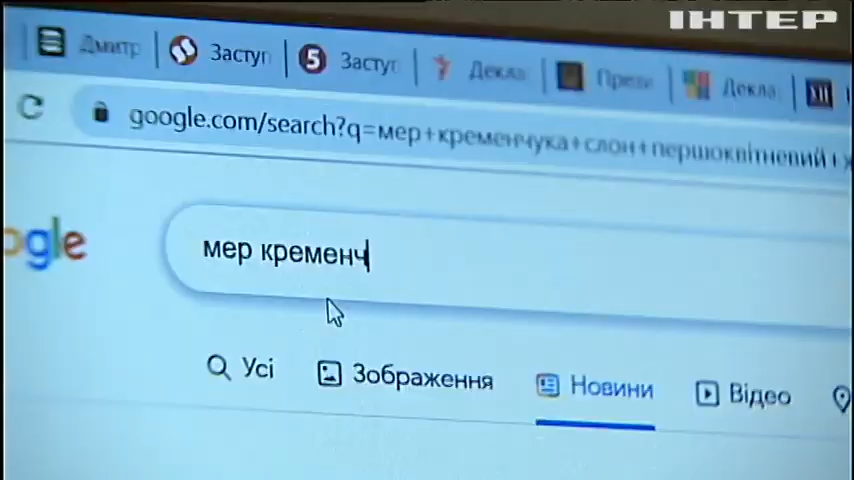 ІНТЕР
Дмитр Заступ 5 Заступ Декла Прези Декла
google.com/search?q=мер+кременчука+слон+першоквітневий+ж
ogle мер кременч
Усі Зображення Новини Відео